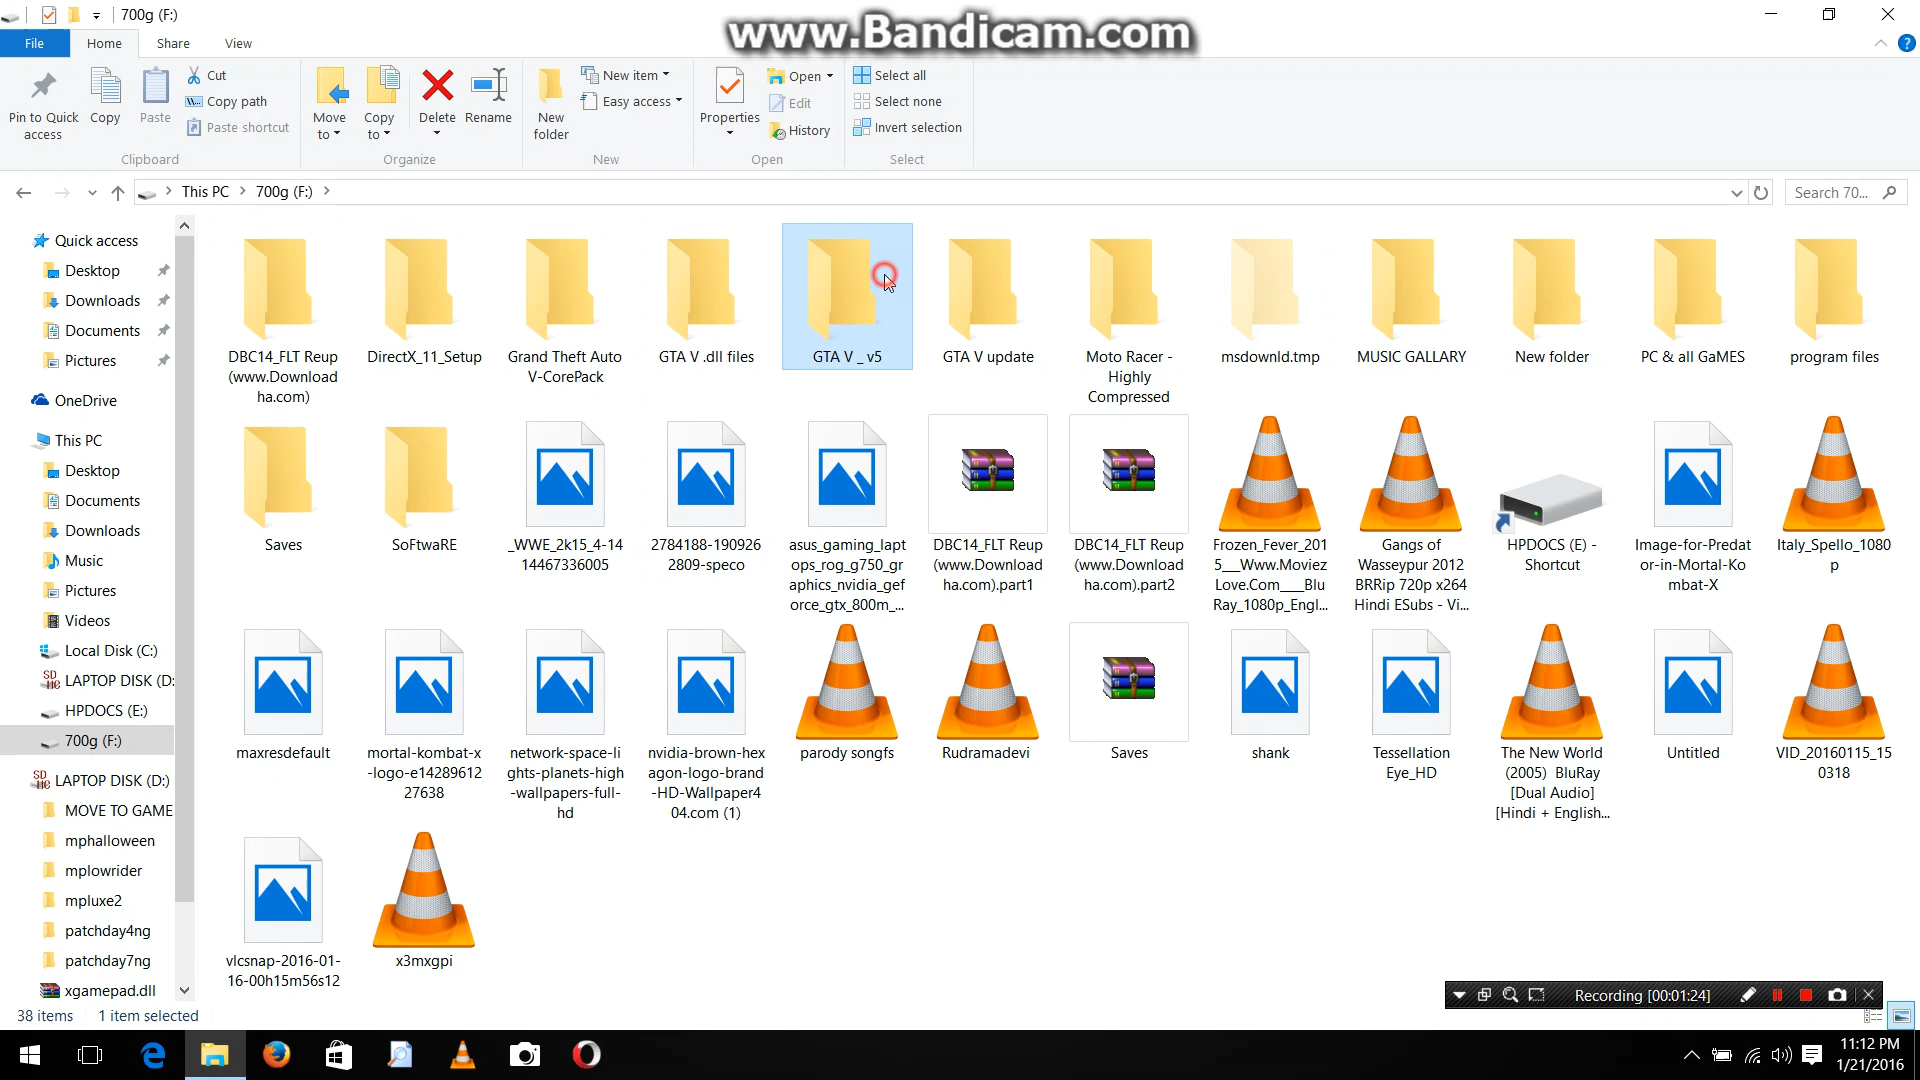 700g (F:)
www.Bandicam.com
File
Home
Share
View
Pin to Quick access
Copy
Paste
Cut
Copy path
Paste shortcut
Clipboard
Move to
Copy to
Delete
Rename
Organize
New folder
New item
Easy access
New
Properties
Open
Edit
History
Open
Select all
Select none
Invert selection
Select
This PC
700g (F:)
Search 70...
Quick access
Desktop
Downloads
Documents
Pictures
OneDrive
This PC
Desktop
Documents
Downloads
Music
Pictures
Videos
Local Disk (C:)
SD HC
LAPTOP DISK (D:
HPDOCS (E:)
700g (F:)
SD HC
LAPTOP DISK (D:)
MOVE TO GAME
mphalloween
mplowrider
mpluxe2
patchday4ng
patchday7ng
xgamepad.dll
DBC14_FLT Reup
(www.Download
ha.com)
DirectX_11_Setup
Grand Theft Auto
V-CorePack
GTA V .dll files
GTA V _ v5
GTA V update
Moto Racer -
Highly
Compressed
msdownld.tmp
MUSIC GALLARY
New folder
PC & all GaMES
program files
Saves
SoFtwaRE
_WWE_2k15_4-14
14467336005
2784188-190926
2809-speco
asus_gaming_lapt
ops_rog_g750_gr
aphics_nvidia_gef
orce_gtx_800m_...
DBC14_FLT Reup
(www.Download
ha.com).part1
DBC14_FLT Reup
(www.Download
ha.com).part2
Frozen_Fever_201
5__Www.Moviez
Love.Com___Blu
Ray_1080p_Engl...
Gangs of
Wasseypur 2012
BRRip 720p x264
Hindi ESubs - Vi...
HPDOCS (E) -
Shortcut
Image-for-Predat
or-in-Mortal-Ko
mbat-X
Italy_Spello_1080
p
maxresdefault
mortal-kombat-x
-logo-e14289612
27638
network-space-li
ghts-planets-high
-wallpapers-full-
hd
nvidia-brown-hex
agon-logo-brand
-HD-Wallpaper4
04.com (1)
parody songfs
Rudramadevi
Saves
shank
Tessellation
Eye_HD
The New World
(2005) BluRay
[Dual Audio]
[Hindi + English...
Untitled
VID_20160115_15
0318
vlcsnap-2016-01-
16-00h15m56s12
x3mxgpi
Recording [00:01:24]
38 items
1 item selected
11:12 PM
1/21/2016